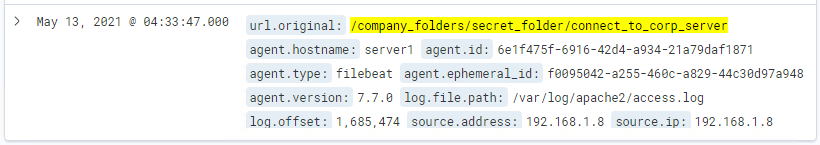 > May 13, 2021 @ 04:33:47.000 url.original: /company_folders/secret_folder/connect_to_corp_server
agent.hostname: server1 agent.id: 6e1f475f-6916-42d4-a934-21a79daf1871
agent.type: filebeat agent.ephemeral_id: f0095042-a255-460c-a829-44c30d97a948
agent.version: 7.7.0 log.file.path: /var/log/apache2/access.log
log.offset: 1,685,474 source.address: 192.168.1.8 source.ip: 192.168.1.8